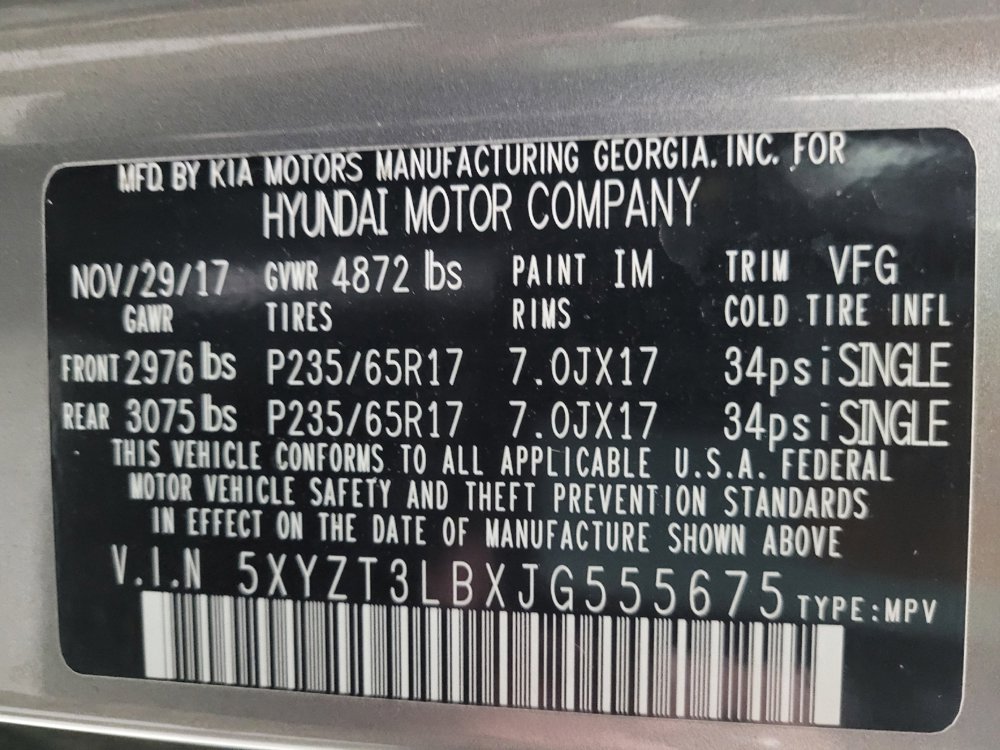 MFD. BY KIA MOTORS MANUFACTURING GEORGIA. INC. FOR
HYUNDAI MOTOR COMPANY
NOV/29/17 GVWR 4872 lbs PAINT IM TRIM VFG
GAWR TIRES RIMS COLD TIRE INFL
FRONT 2976 lbs P235/65R17 7.0JX17 34psi SINGLE
REAR 3075 lbs P235/65R17 7.0JX17 34psi SINGLE
THIS VEHICLE CONFORMS TO ALL APPLICABLE U.S.A. FEDERAL
MOTOR VEHICLE SAFETY AND THEFT PREVENTION STANDARDS
IN EFFECT ON THE DATE OF MANUFACTURE SHOWN ABOVE
V.I.N 5XYZT3LBXJG555675 TYPE:MPV